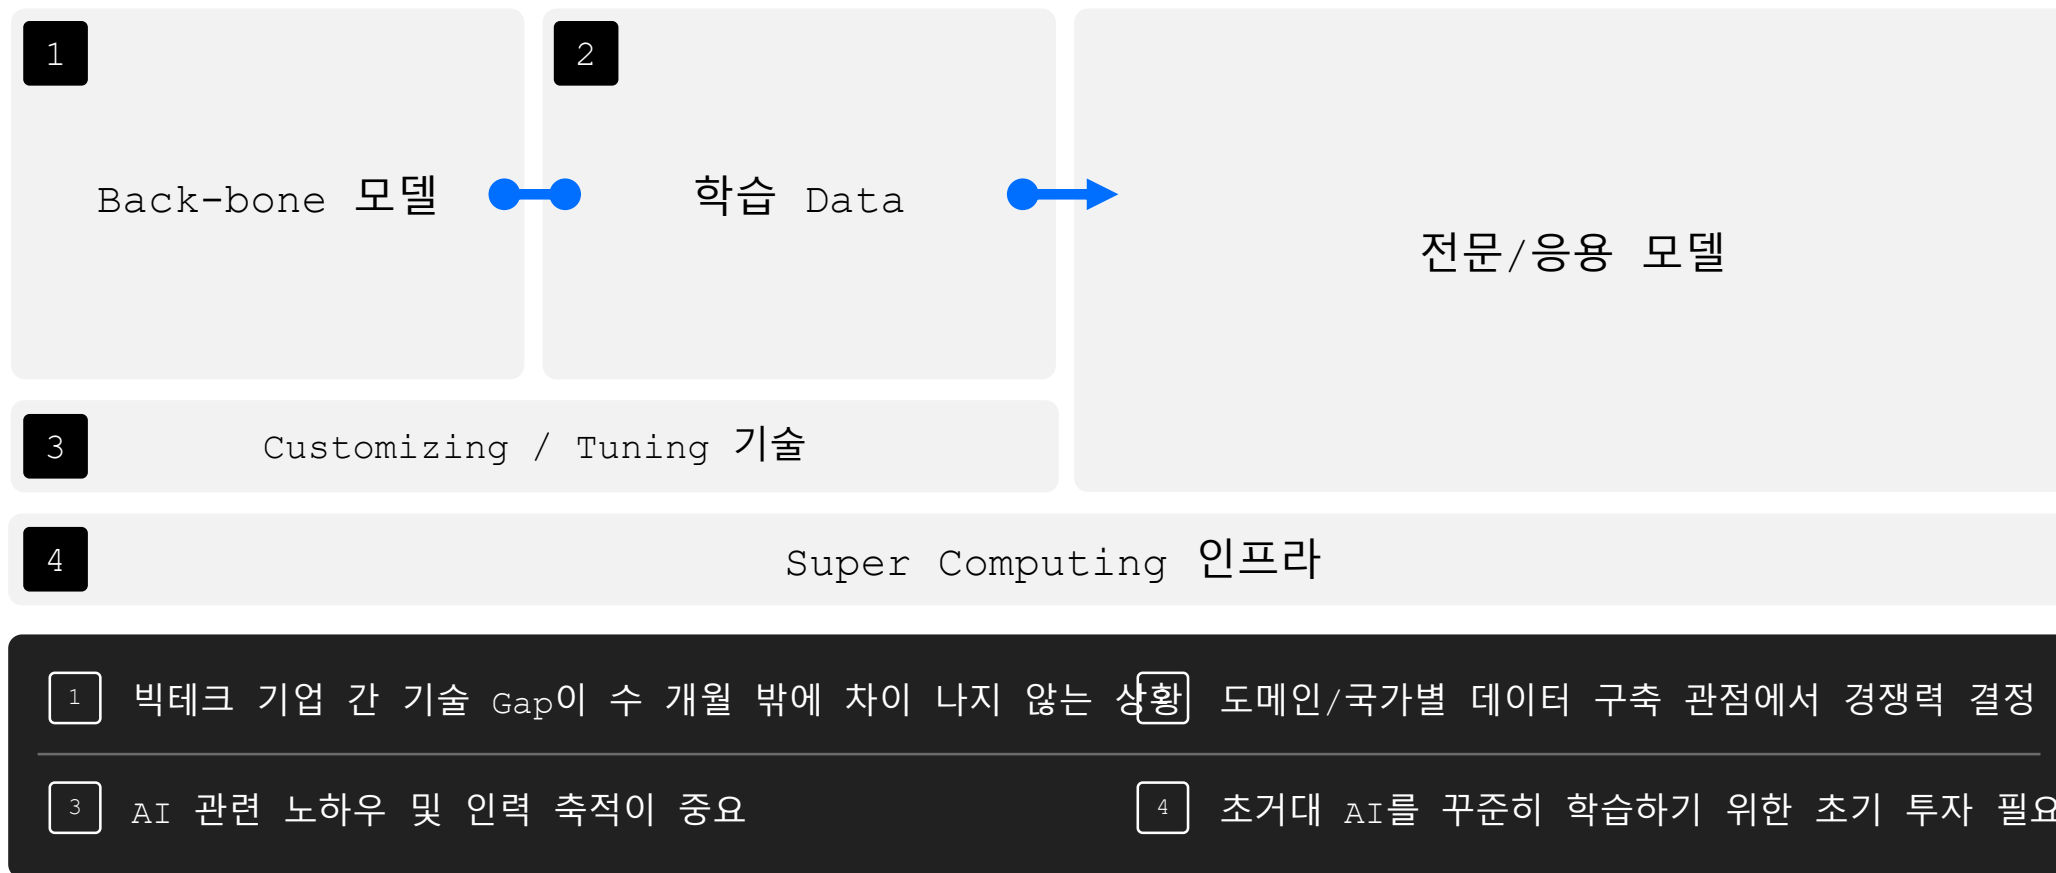 1
2
Back-bone 모델
학습 Data
전문/응용 모델
3
Customizing / Tuning 기술
4
Super Computing 인프라
1 빅테크 기업 간 기술 Gap이 수 개월 밖에 차이 나지 않는 상황
2 도메인/국가별 데이터 구축 관점에서 경쟁력 결정
3 AI 관련 노하우 및 인력 축적이 중요
4 초거대 AI를 꾸준히 학습하기 위한 초기 투자 필요